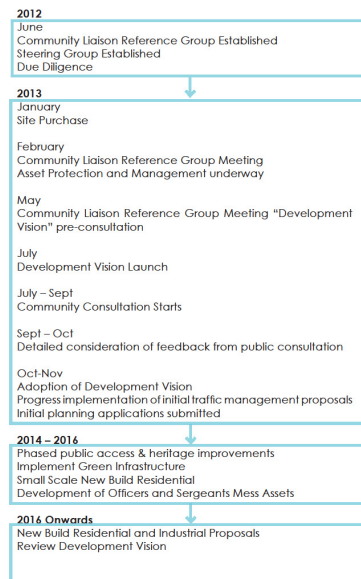 2012
June
Community Liaison Reference Group Established
Steering Group Established
Due Diligence
2013
January
Site Purchase
February
Community Liaison Reference Group Meeting
Asset Protection and Management underway
May
Community Liaison Reference Group Meeting “Development
Vision” pre-consultation
July
Development Vision Launch
July – Sept
Community Consultation Starts
Sept – Oct
Detailed consideration of feedback from public consultation
Oct-Nov
Adoption of Development Vision
Progress implementation of initial traffic management proposals
Initial planning applications submitted
2014 – 2016
Phased public access & heritage improvements
Implement Green Infrastructure
Small Scale New Build Residential
Development of Officers and Sergeants Mess Assets
2016 Onwards
New Build Residential and Industrial Proposals
Review Development Vision